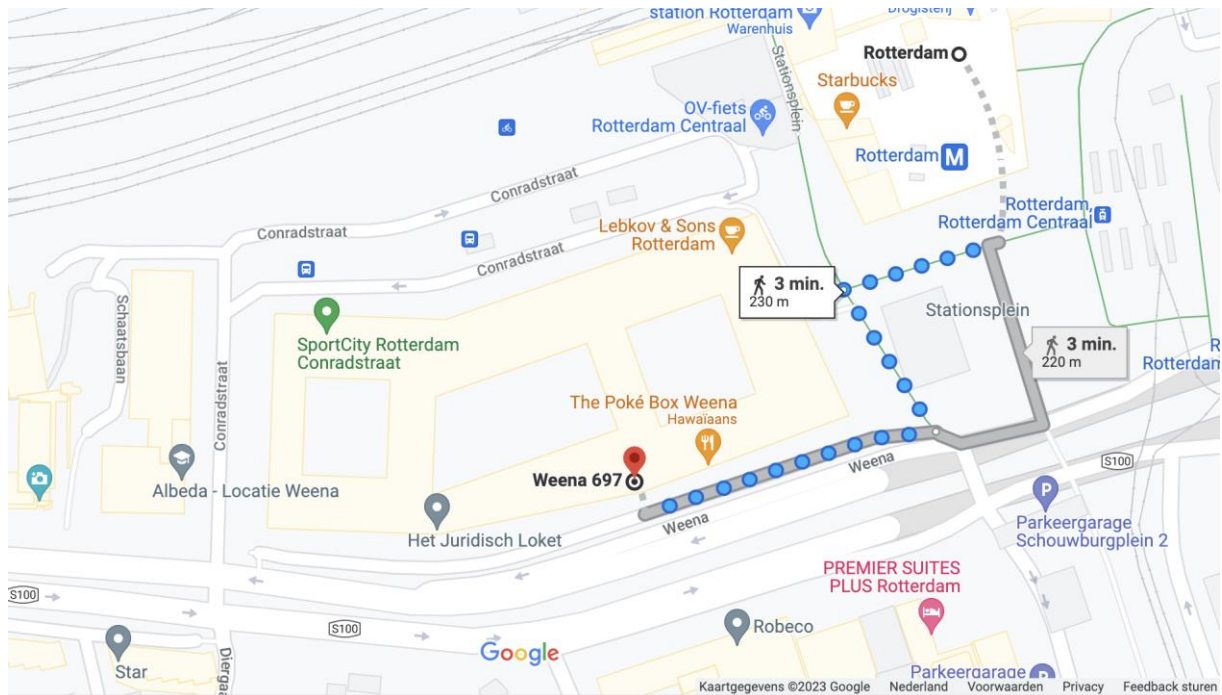 station Rotterdam
Warenhuis
Drogisterij
Rotterdam
Stationsplein
Starbucks
OV-fiets
Rotterdam Centraal
Rotterdam M
Conradstraat
Rotterdam,
Rotterdam Centraal
Conradstraat
Lebkov & Sons
Rotterdam
Conradstraat
3 min.
230 m
Stationsplein
Schaatsbaan
SportCity Rotterdam
Conradstraat
3 min.
220 m
R
Rotterdam
Conradstraat
The Poké Box Weena
Hawaïaans
Weena
S100
Weena 697
Albeda - Locatie Weena
P
Weena
Parkeergarage
Schouwburgplein 2
Het Juridisch Loket
PREMIER SUITES
PLUS Rotterdam
S100
S100
Robeco
Star
Dierga
Google
Parkeergarage
P
Kaartgegevens ©2023 Google Nederland Voorwaarden Privacy Feedback sturen